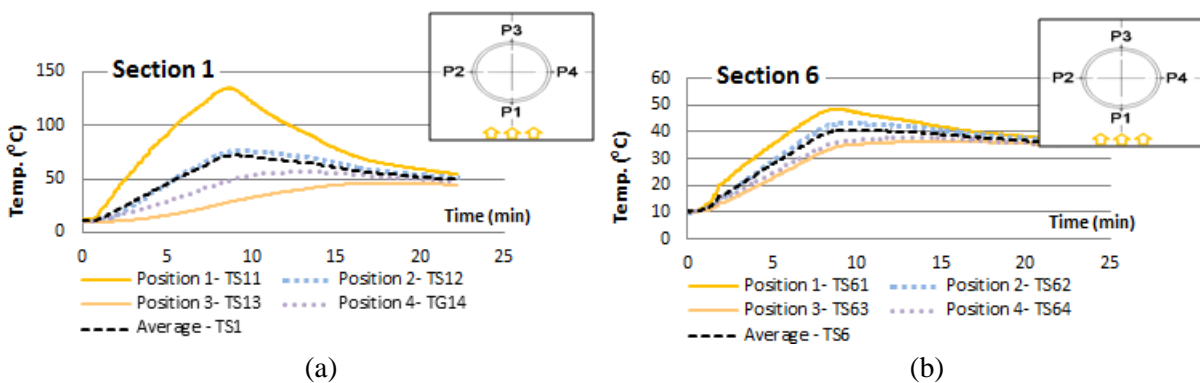 Section 1
Temp. (°C)
150
100
50
0
0 5 10 15 20 25
Time (min)
P3
P2 P4
P1
Position 1- TS11 Position 2- TS12
Position 3- TS13 Position 4- TG14
Average - TS1
(a)
Section 6
Temp. (°C)
60
50
40
30
20
10
0
0 5 10 15 20 25
Time (min)
P3
P2 P4
P1
Position 1- TS61 Position 2- TS62
Position 3- TS63 Position 4- TS64
Average - TS6
(b)